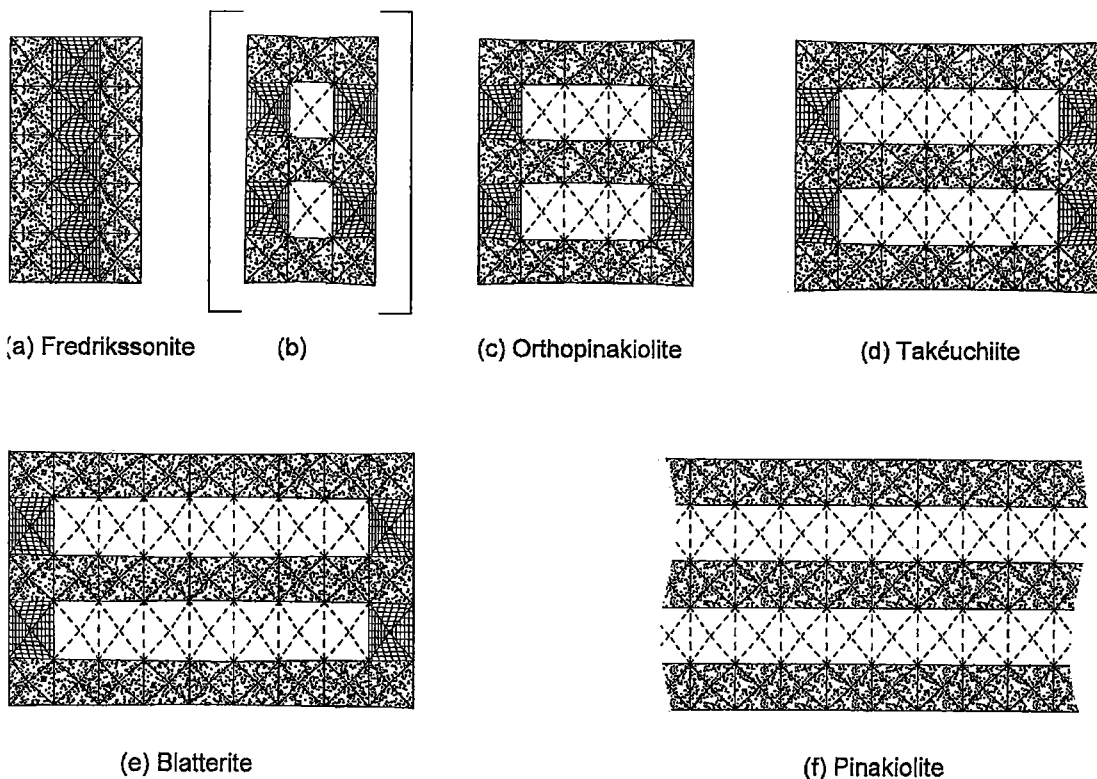 (a) Fredrikssonite
(b)
(c) Orthopinakiolite
(d) Takéuchiite
(e) Blatterite
(f) Pinakiolite